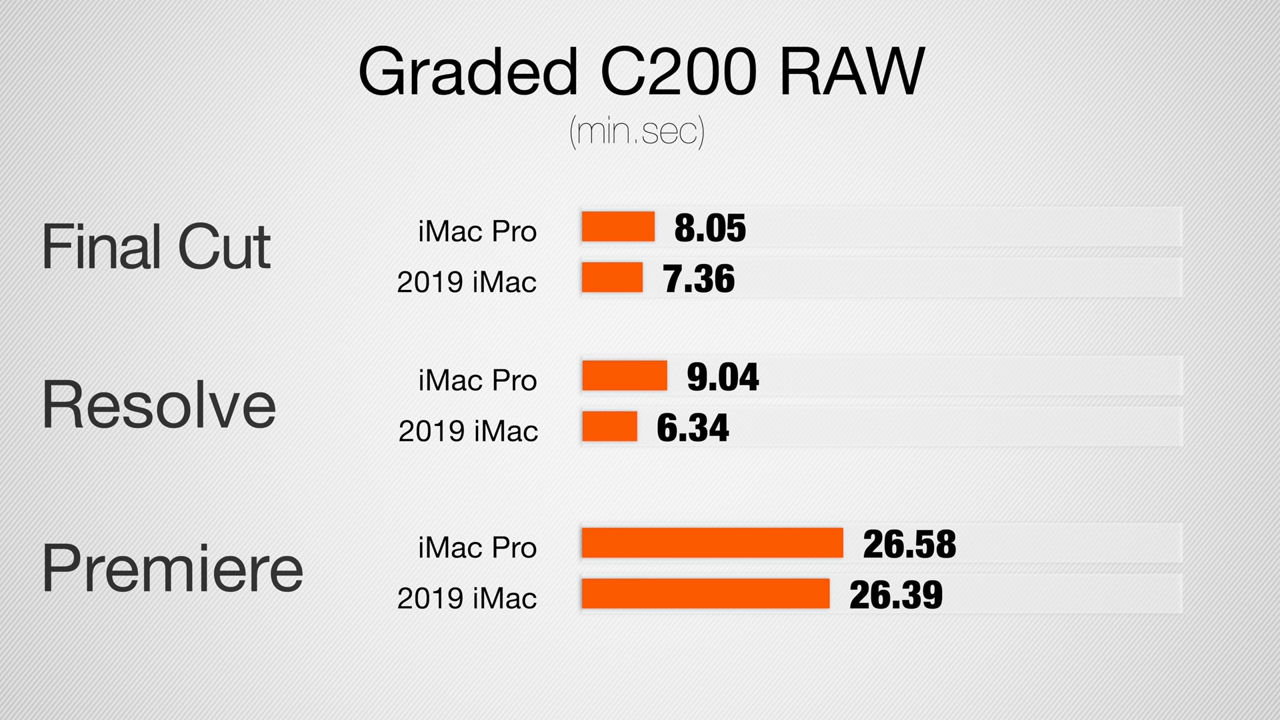 Graded C200 RAW
(min.sec)
Final Cut
iMac Pro 8.05
2019 iMac 7.36
Resolve
iMac Pro 9.04
2019 iMac 6.34
Premiere
iMac Pro 26.58
2019 iMac 26.39